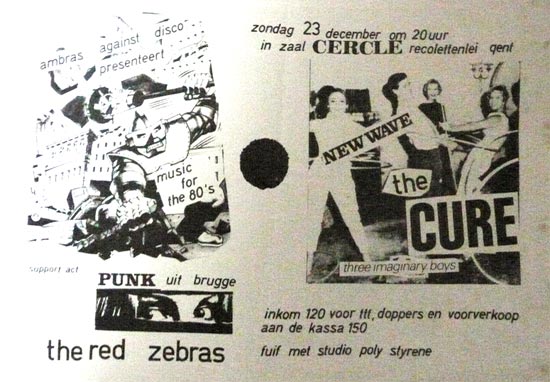 ambras against disco
presenteert
music
for
the 80's
support act
PUNK uit brugge
the red zebras
zondag 23 december om 20uur
in zaal CERCLE recolettenlei gent
NEW WAVE
the
CURE
three imaginary boys
inkom 120 voor ttt, doppers en voorverkoop
aan de kassa 150
fuif met studio poly styrene